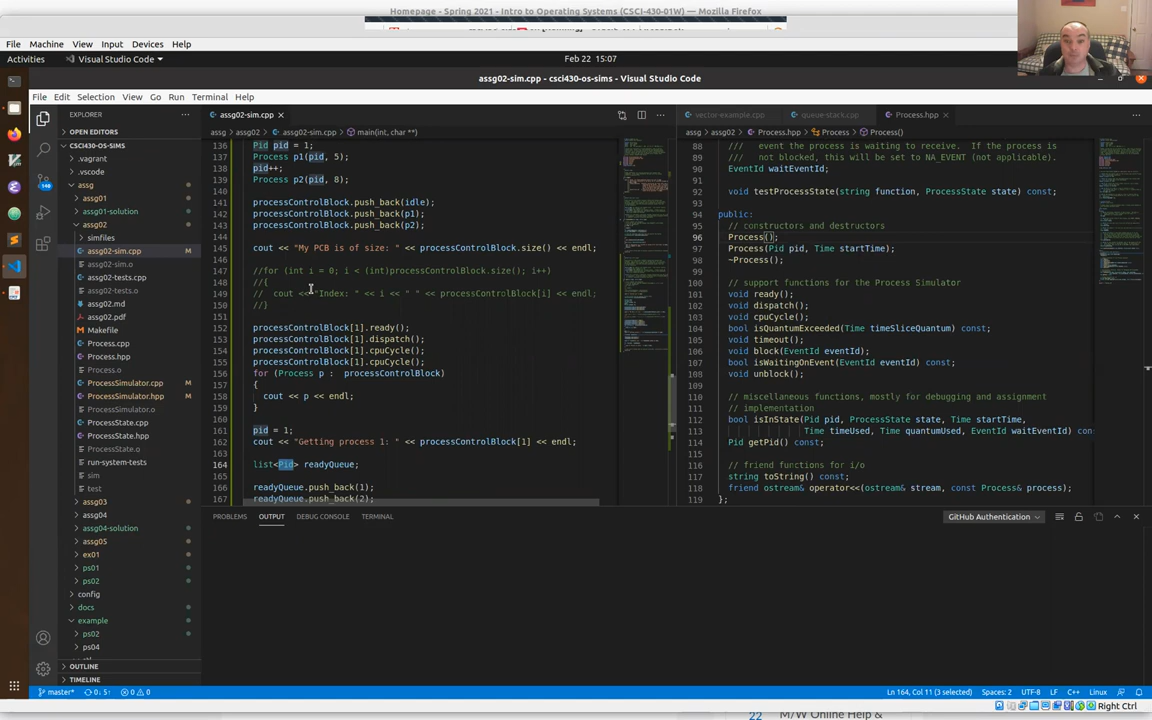 Homepage - Spring 2021 - Intro to Operating Systems (CSCI-430-01W) - Mozilla Firefox
File Machine View Input Devices Help
Activities Visual Studio Code Feb 22 15:07
assg02-sim.cpp - csci430-os-sims - Visual Studio Code
File Edit Selection View Go Run Terminal Help
EXPLORER
OPEN EDITORS
CSCI430-OS-SIMS
.vagrant
.vscode
assg
assg01
assg01-solution
assg02
simfiles
assg02-sim.cpp
assg02-sim.o
assg02-tests.cpp
assg02-tests.o
assg02.md
assg02.pdf
Makefile
Process.cpp
Process.hpp
Process.o
ProcessSimulator.cpp M
ProcessSimulator.hpp M
ProcessSimulator.o
ProcessState.cpp
ProcessState.hpp
ProcessState.o
run-system-tests
sim
test
assg03
assg04
assg04-solution
assg05
ex01
ps01
ps02
config
docs
example
ps02
ps04
OUTLINE
TIMELINE
assg02-sim.cpp
assg > assg02 > assg02-sim.cpp > main(int, char **)
136 Pid pid = 1;
137 Process p1(pid, 5);
138 pid++;
139 Process p2(pid, 8);
140
141 processControlBlock.push_back(idle);
142 processControlBlock.push_back(p1);
143 processControlBlock.push_back(p2);
144
145 cout << "My PCB is of size: " << processControlBlock.size() << endl;
146
147 //for (int i = 0; i < (int)processControlBlock.size(); i++)
148 //{
149 // cout << "Index: " << i << " " << processControlBlock[i] << endl;
150 //}
151
152 processControlBlock[1].ready();
153 processControlBlock[1].dispatch();
154 processControlBlock[1].cpuCycle();
155 processControlBlock[1].cpuCycle();
156 for (Process p : processControlBlock)
157 {
158 cout << p << endl;
159 }
160
161 pid = 1;
162 cout << "Getting process 1: " << processControlBlock[1] << endl;
163
164 list<Pid> readyQueue;
165
166 readyQueue.push_back(1);
167 readyQueue.push_back(2);
vector-example.cpp queue-stack.cpp Process.hpp
assg > assg02 > Process.hpp > Process > Process()
88 /// event the process is waiting to receive. If the process is
89 /// not blocked, this will be set to NA_EVENT (not applicable).
90 EventId waitEventId;
91
92 void testProcessState(string function, ProcessState state) const;
93
94 public:
95 // constructors and destructors
96 Process();
97 Process(Pid pid, Time startTime);
98 ~Process();
99
100 // support functions for the Process Simulator
101 void ready();
102 void dispatch();
103 void cpuCycle();
104 bool isQuantumExceeded(Time timeSliceQuantum) const;
105 void timeout();
106 void block(EventId eventId);
107 bool isWaitingOnEvent(EventId eventId) const;
108 void unblock();
109
110 // miscellaneous functions, mostly for debugging and assignment
111 // implementation
112 bool isInState(Pid pid, ProcessState state, Time startTime,
113 Time timeUsed, Time quantumUsed, EventId waitEventId) cons
114 Pid getPid() const;
115
116 // friend functions for i/o
117 string toString() const;
118 friend ostream& operator<<(ostream& stream, const Process& process);
119 };
PROBLEMS OUTPUT DEBUG CONSOLE TERMINAL
GitHub Authentication
master* 0↓ 5↑ 0 0
Ln 164, Col 11 (3 selected) Spaces: 2 UTF-8 LF C++ Linux
Right Ctrl
22 M/W Online Help &